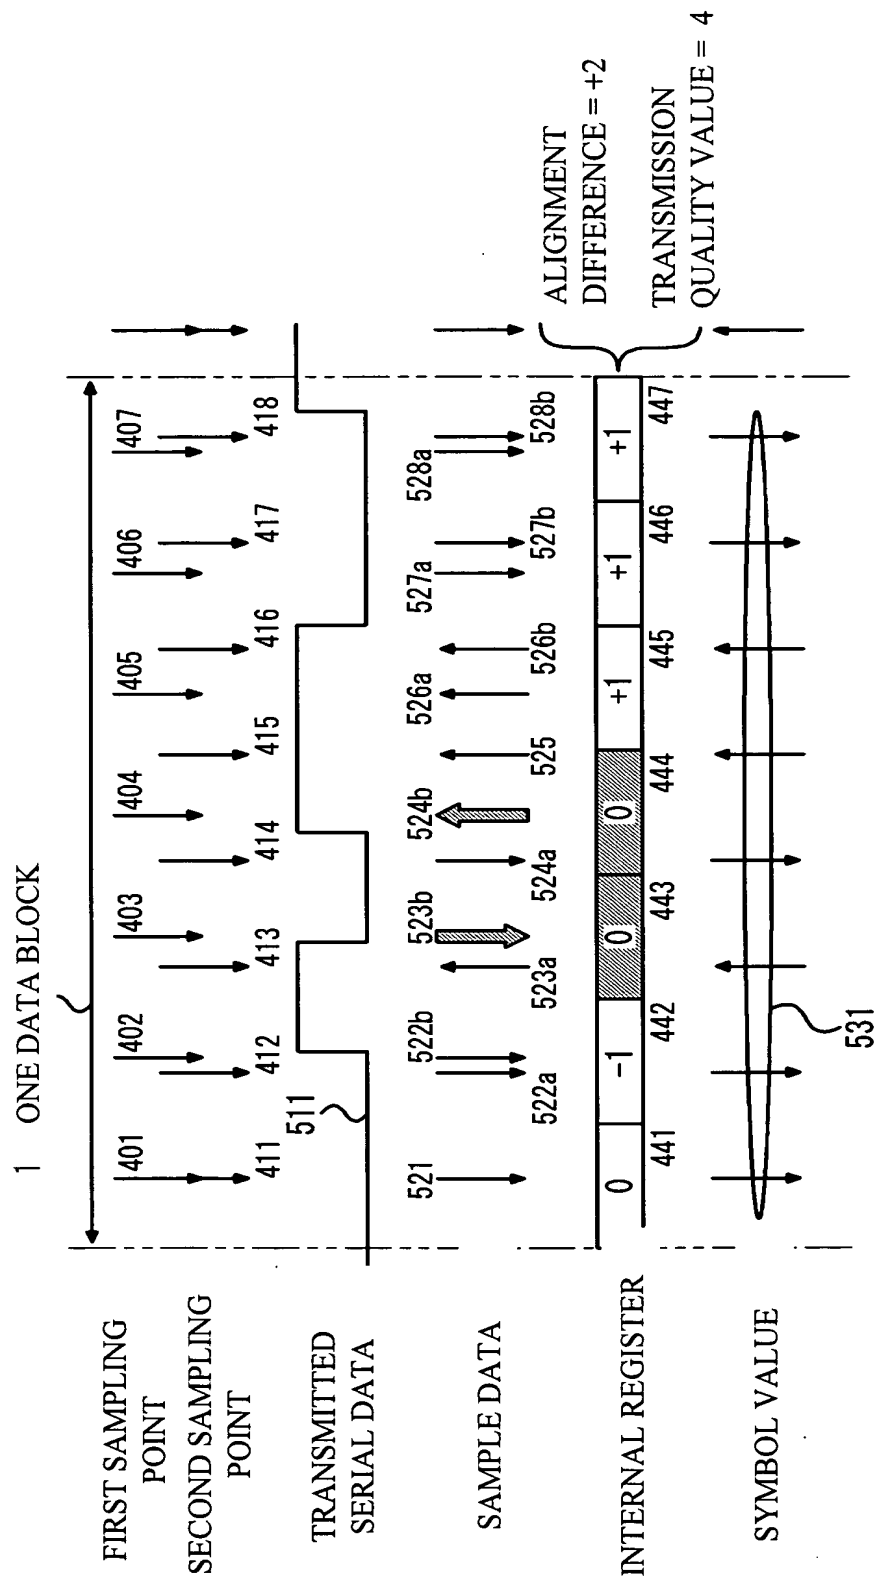 1 ONE DATA BLOCK
FIRST SAMPLING
POINT
401 402 403 404 405 406 407
SECOND SAMPLING
POINT
411 412 413 414 415 416 417 418
TRANSMITTED
SERIAL DATA
511
SAMPLE DATA
521 522b 523b 524b 526a 527a 528a
522a 523a 524a 525 526b 527b 528b
INTERNAL REGISTER
0 −1 0 0 +1 +1 +1
441 442 443 444 445 446 447
ALIGNMENT
DIFFERENCE = +2
TRANSMISSION
QUALITY VALUE = 4
SYMBOL VALUE
531